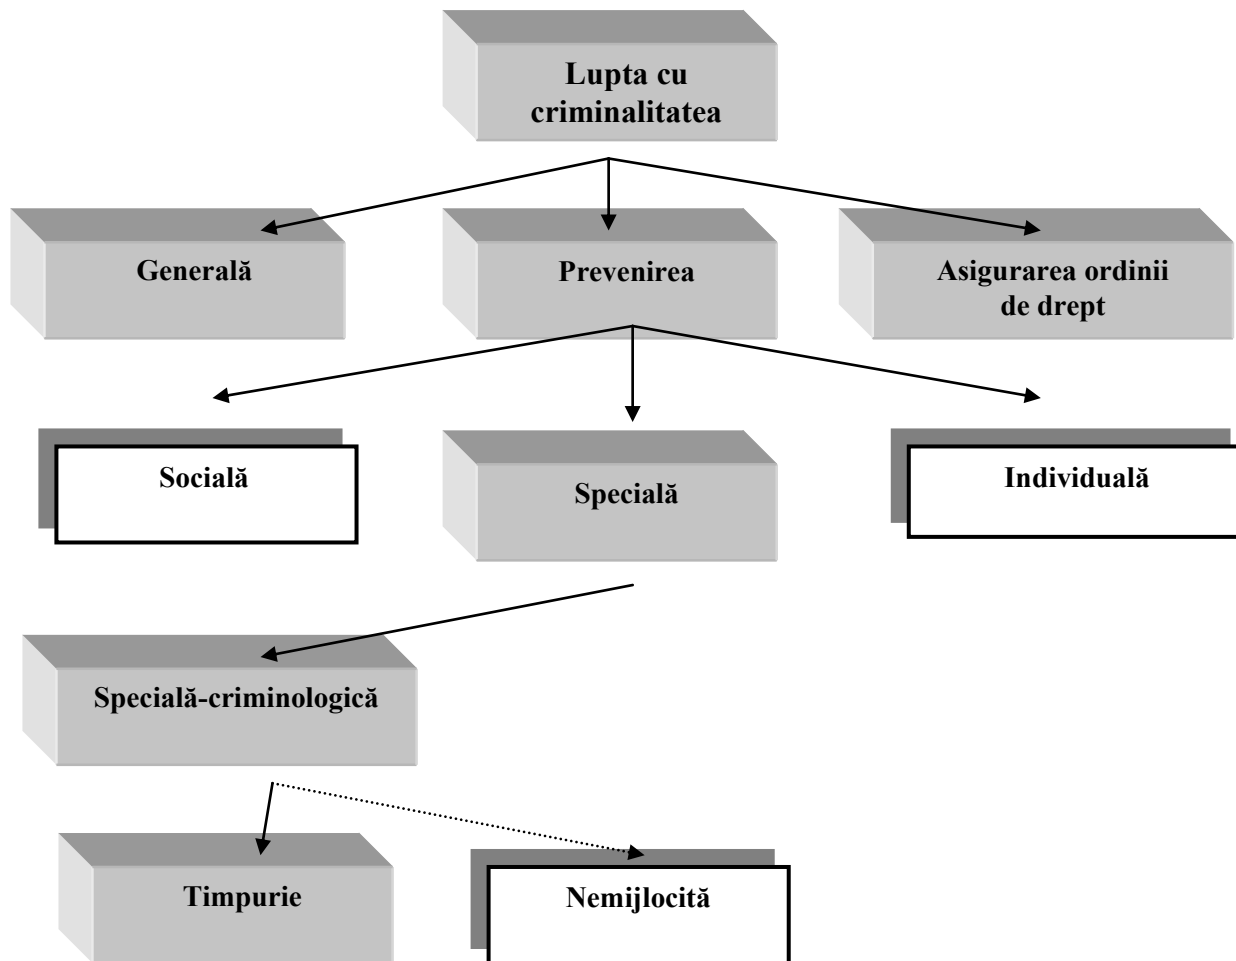 Lupta cu
criminalitatea
Generală
Prevenirea
Asigurarea ordinii
de drept
Socială
Specială
Individuală
Specială-criminologică
Timpurie
Nemijlocită